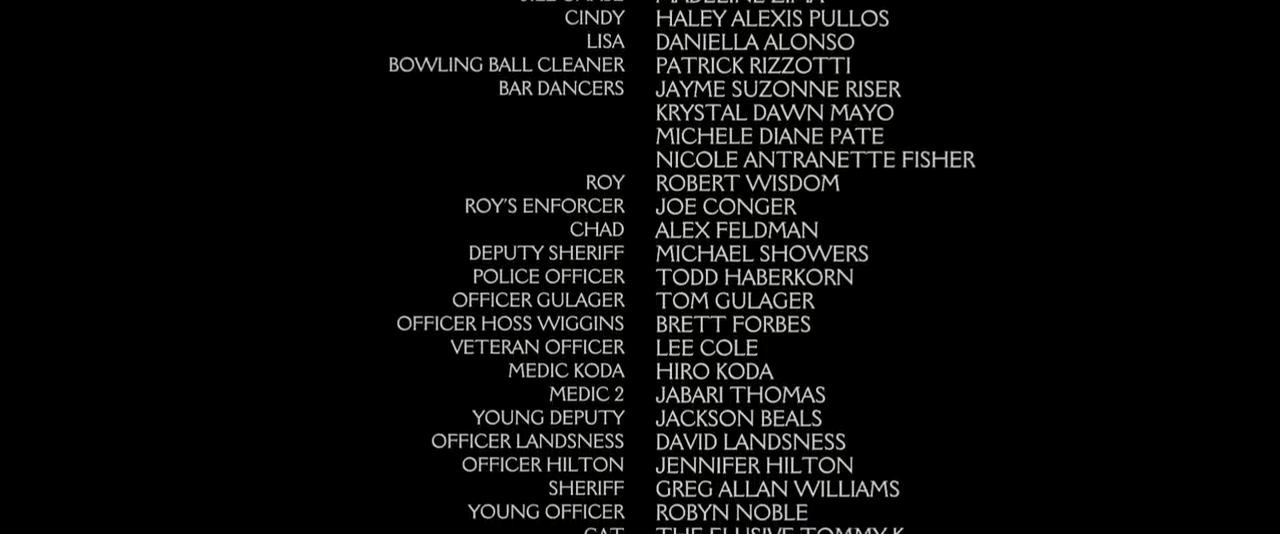 CINDY HALEY ALEXIS PULLOS
LISA DANIELLA ALONSO
BOWLING BALL CLEANER PATRICK RIZZOTTI
BAR DANCERS JAYME SUZONNE RISER
KRYSTAL DAWN MAYO
MICHELE DIANE PATE
NICOLE ANTRANETTE FISHER
ROY ROBERT WISDOM
ROY'S ENFORCER JOE CONGER
CHAD ALEX FELDMAN
DEPUTY SHERIFF MICHAEL SHOWERS
POLICE OFFICER TODD HABERKORN
OFFICER GULAGER TOM GULAGER
OFFICER HOSS WIGGINS BRETT FORBES
VETERAN OFFICER LEE COLE
MEDIC KODA HIRO KODA
MEDIC 2 JABARI THOMAS
YOUNG DEPUTY JACKSON BEALS
OFFICER LANDSNESS DAVID LANDSNESS
OFFICER HILTON JENNIFER HILTON
SHERIFF GREG ALLAN WILLIAMS
YOUNG OFFICER ROBYN NOBLE
CAT THE ELUSIVE TOMMY K